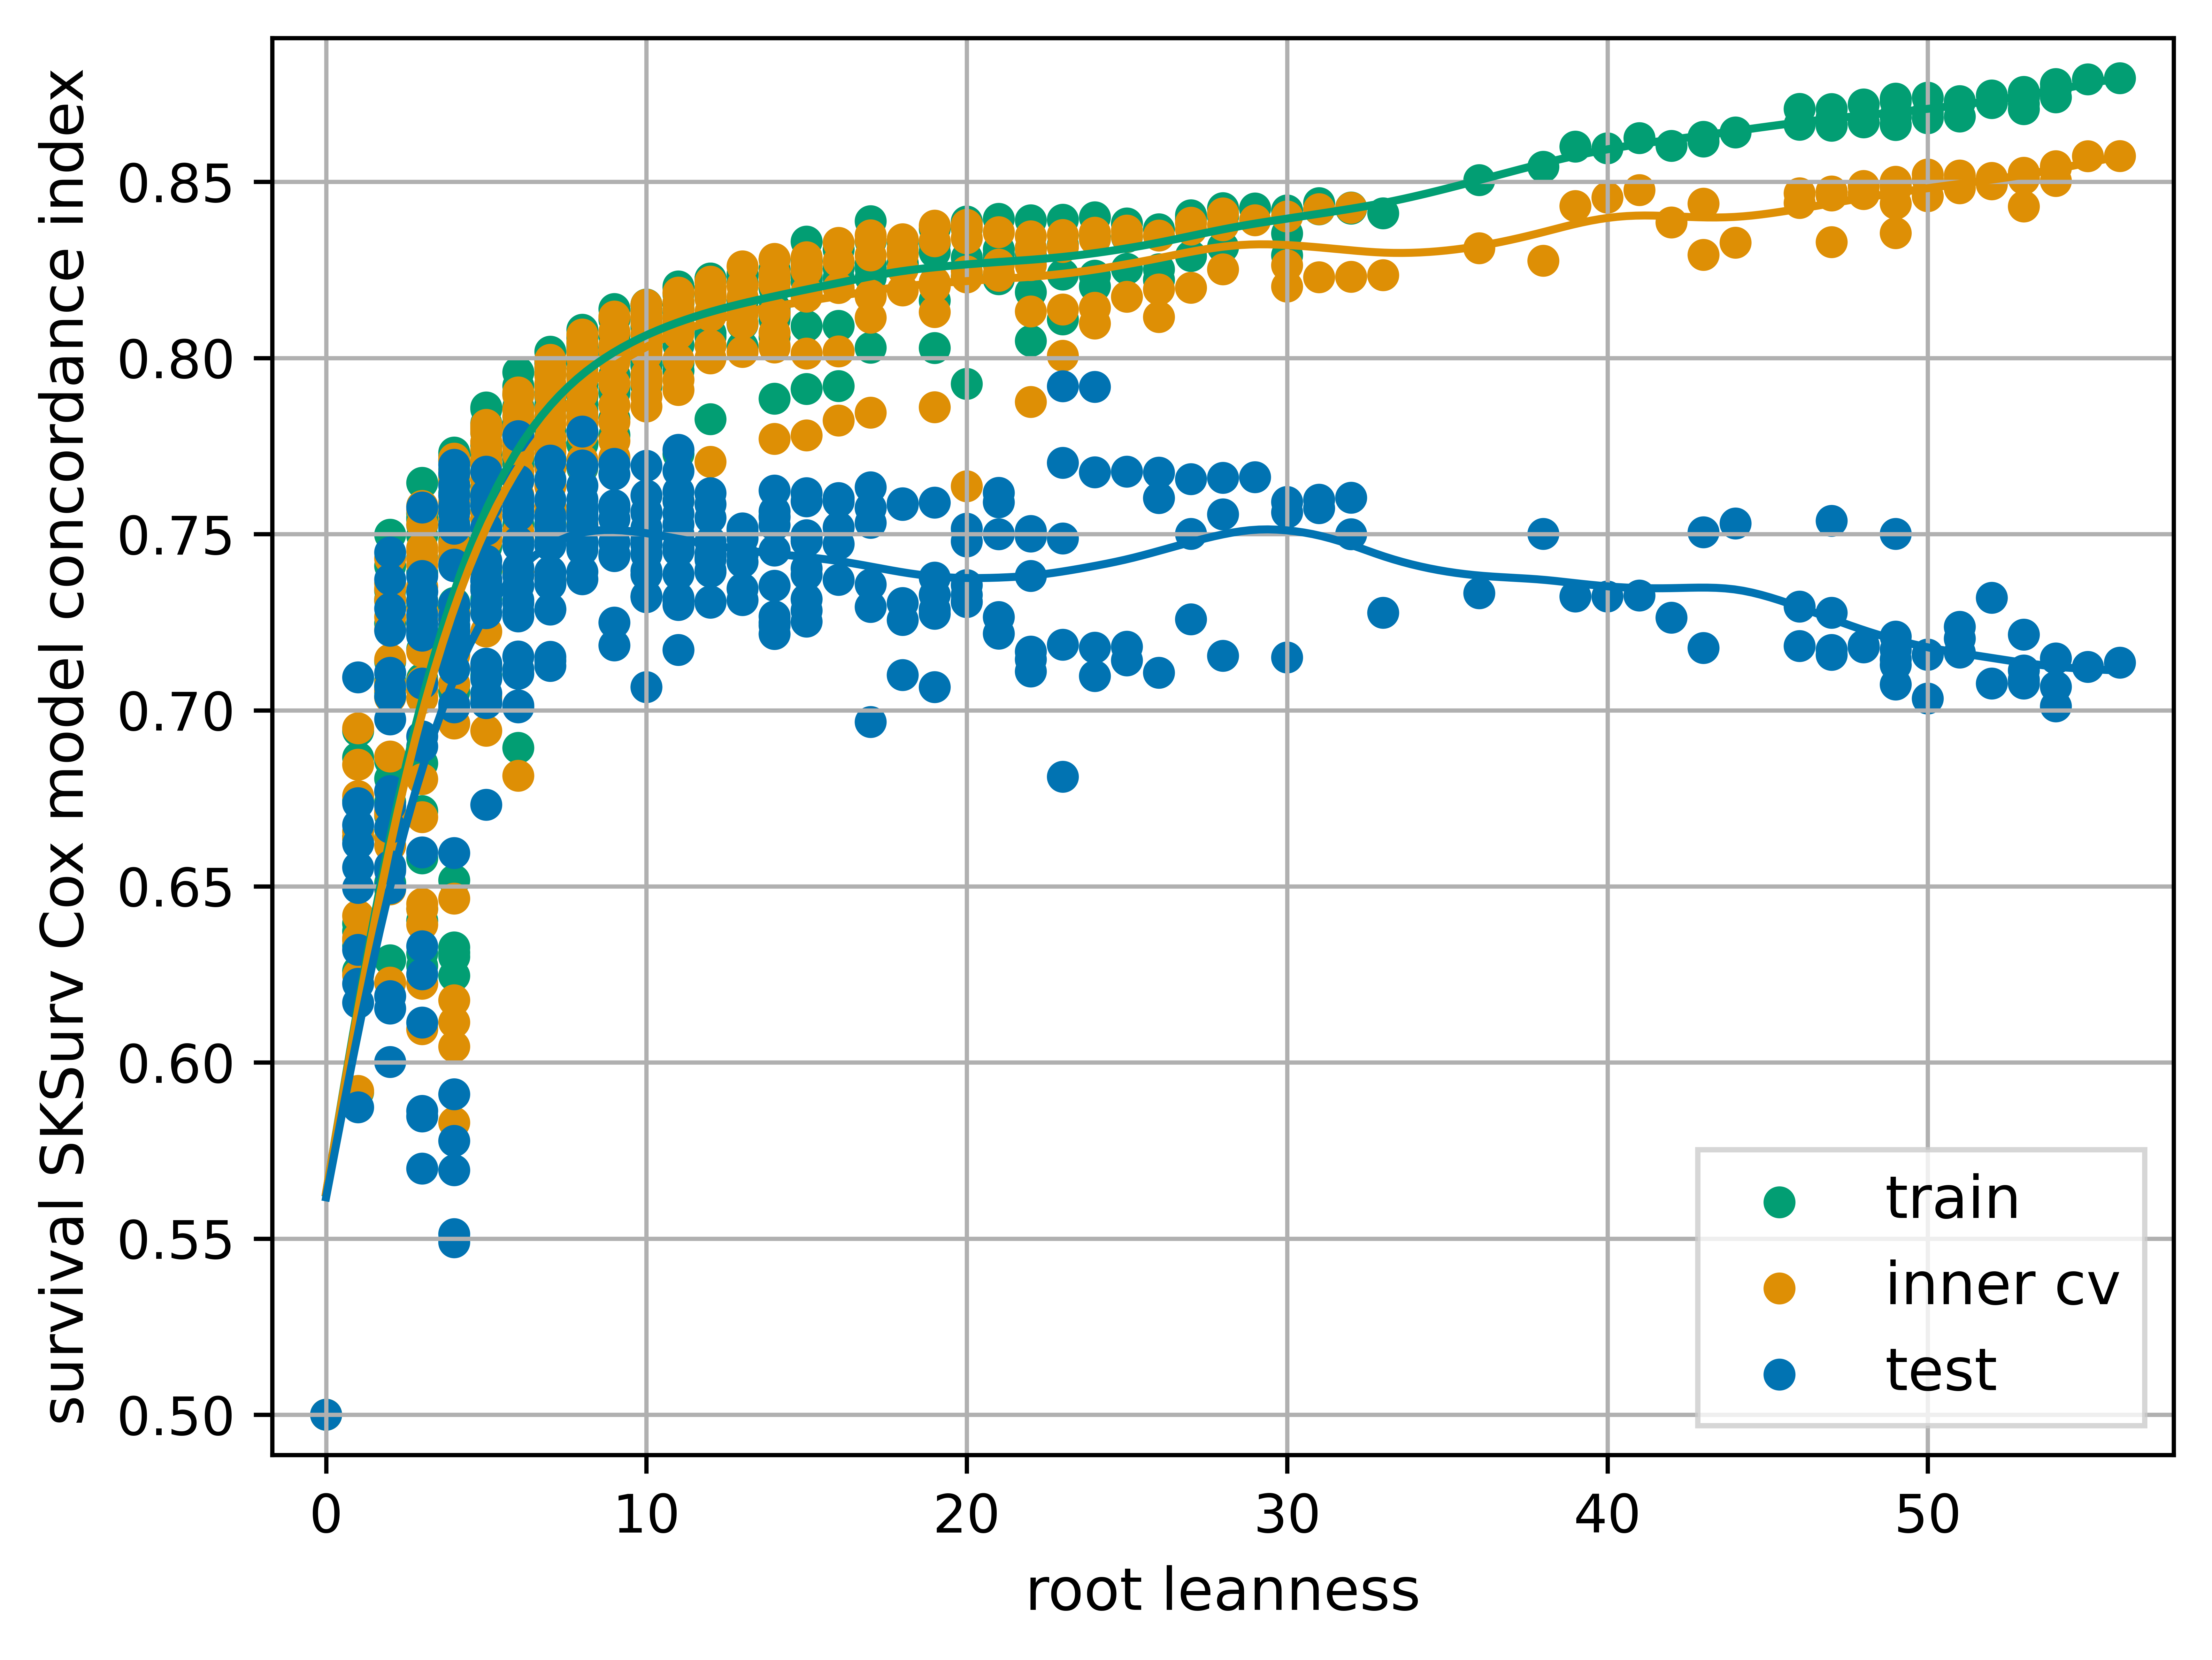 survival SKSurv Cox model concordance index
0.85
0.80
0.75
0.70
0.65
0.60
0.55
0.50
train
inner cv
test
0 10 20 30 40 50
root leanness